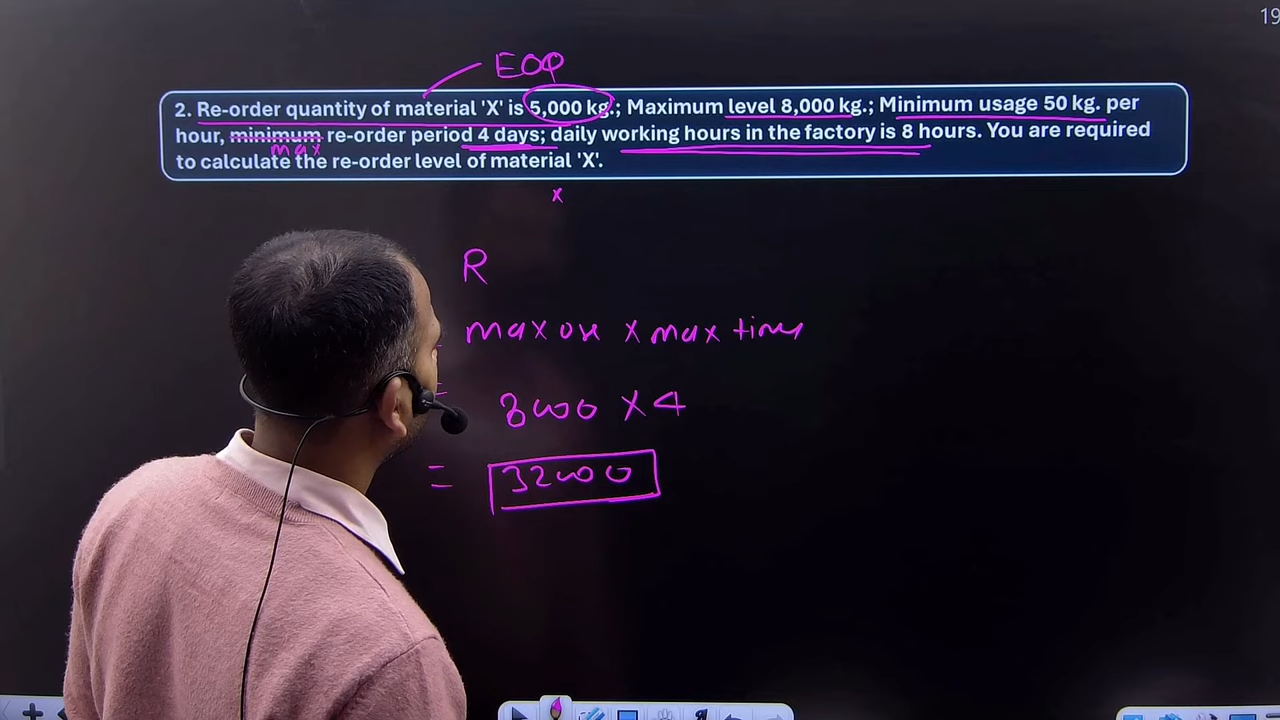 19
EOQ
2. Re-order quantity of material 'X' is 5,000 kg.; Maximum level 8,000 kg.; Minimum usage 50 kg. per
hour, minimum re-order period 4 days; daily working hours in the factory is 8 hours. You are required
max
to calculate the re-order level of material 'X'.
x
R
max use x max time
= 8000 x 4
= 32000